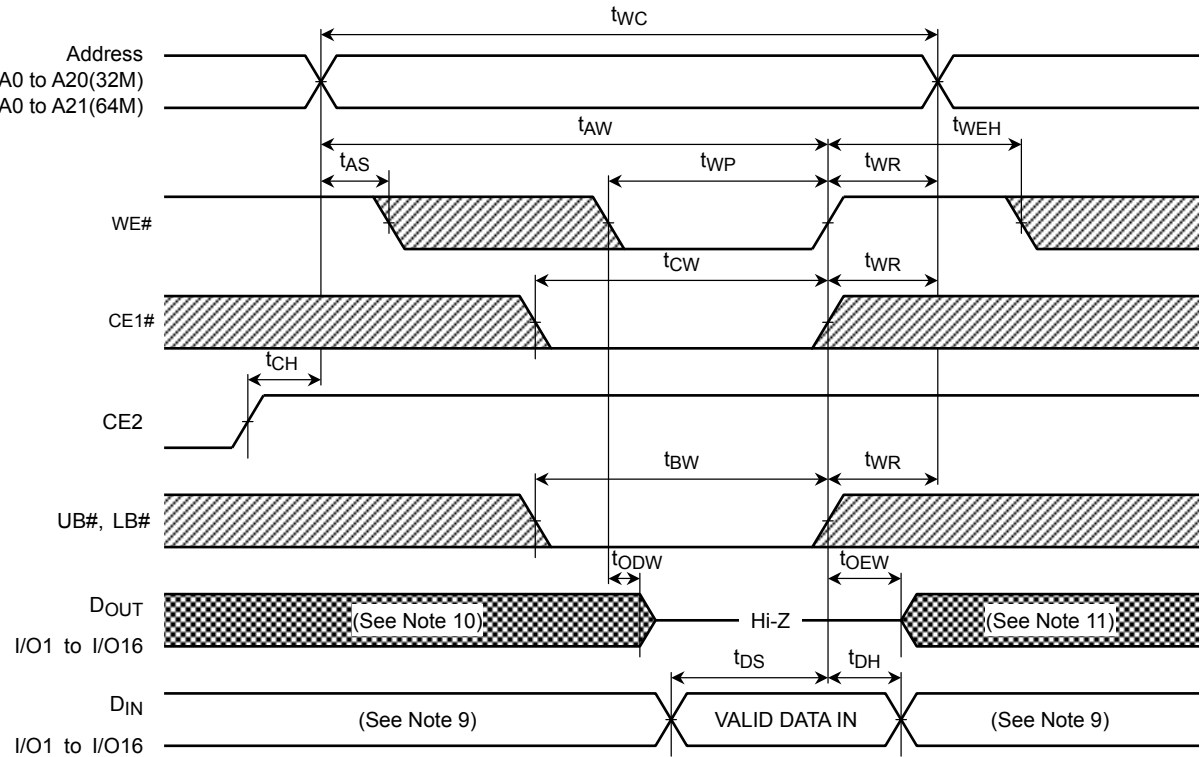 tWC
Address
A0 to A20(32M)
A0 to A21(64M)
tAW
tWEH
tAS
tWP
tWR
WE#
tCW
tWR
CE1#
tCH
CE2
tBW
tWR
UB#, LB#
tODW
tOEW
DOUT
(See Note 10)
Hi-Z
(See Note 11)
I/O1 to I/O16
tDS
tDH
DIN
(See Note 9)
VALID DATA IN
(See Note 9)
I/O1 to I/O16